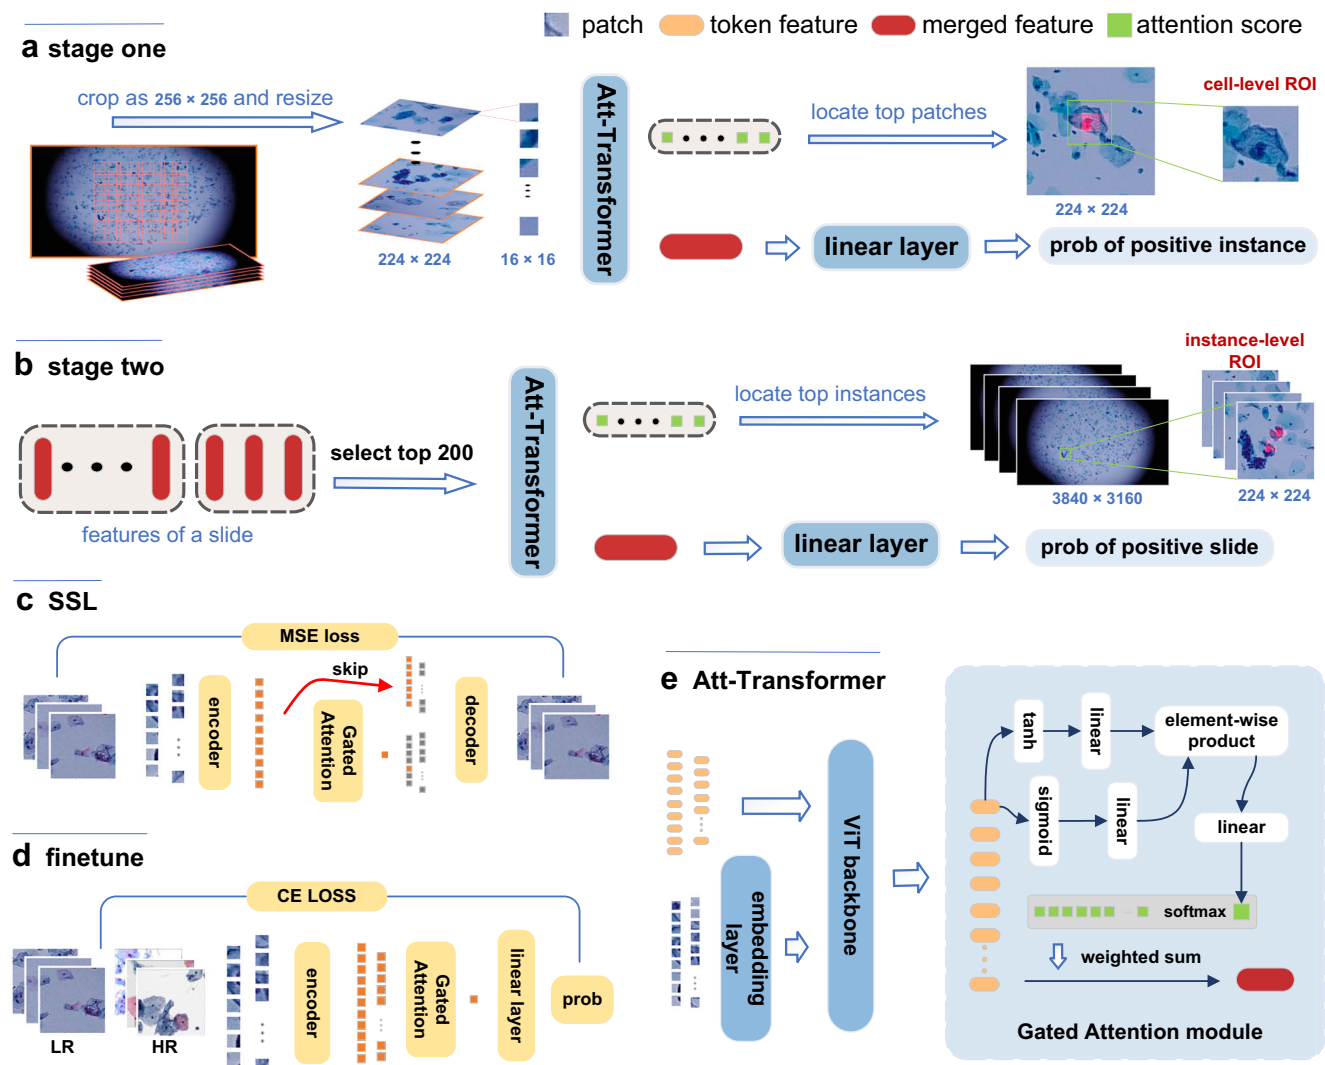 patch
token feature
merged feature
attention score
a stage one
crop as 256 × 256 and resize
224 × 224
16 × 16
Att-Transformer
locate top patches
cell-level ROI
224 × 224
linear layer
prob of positive instance
b stage two
features of a slide
select top 200
Att-Transformer
locate top instances
instance-level
ROI
3840 × 3160
224 × 224
linear layer
prob of positive slide
c SSL
MSE loss
skip
encoder
Gated
Attention
decoder
d finetune
CE LOSS
LR
HR
encoder
Gated
Attention
linear layer
prob
e Att-Transformer
embedding
layer
ViT backbone
tanh
linear
element-wise
product
sigmoid
linear
linear
softmax
weighted sum
Gated Attention module